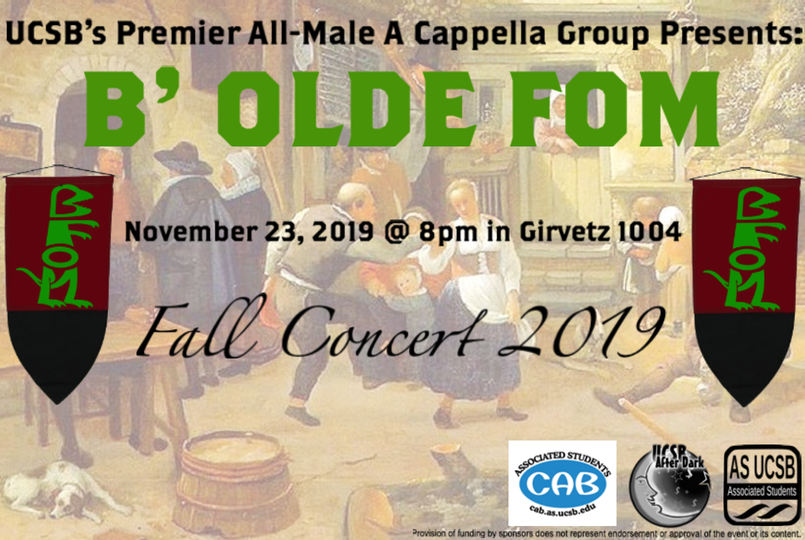 UCSB's Premier All-Male A Cappella Group Presents:
B' OLDE FOM
BFOM
BFOM
November 23, 2019 @ 8pm in Girvetz 1004
Fall Concert 2019
ASSOCIATED STUDENTS
CAB
cab.as.ucsb.edu
UCSB
After Dark
AS UCSB
Associated Students
Provision of funding by sponsors does not represent endorsement or approval of the event or its content.